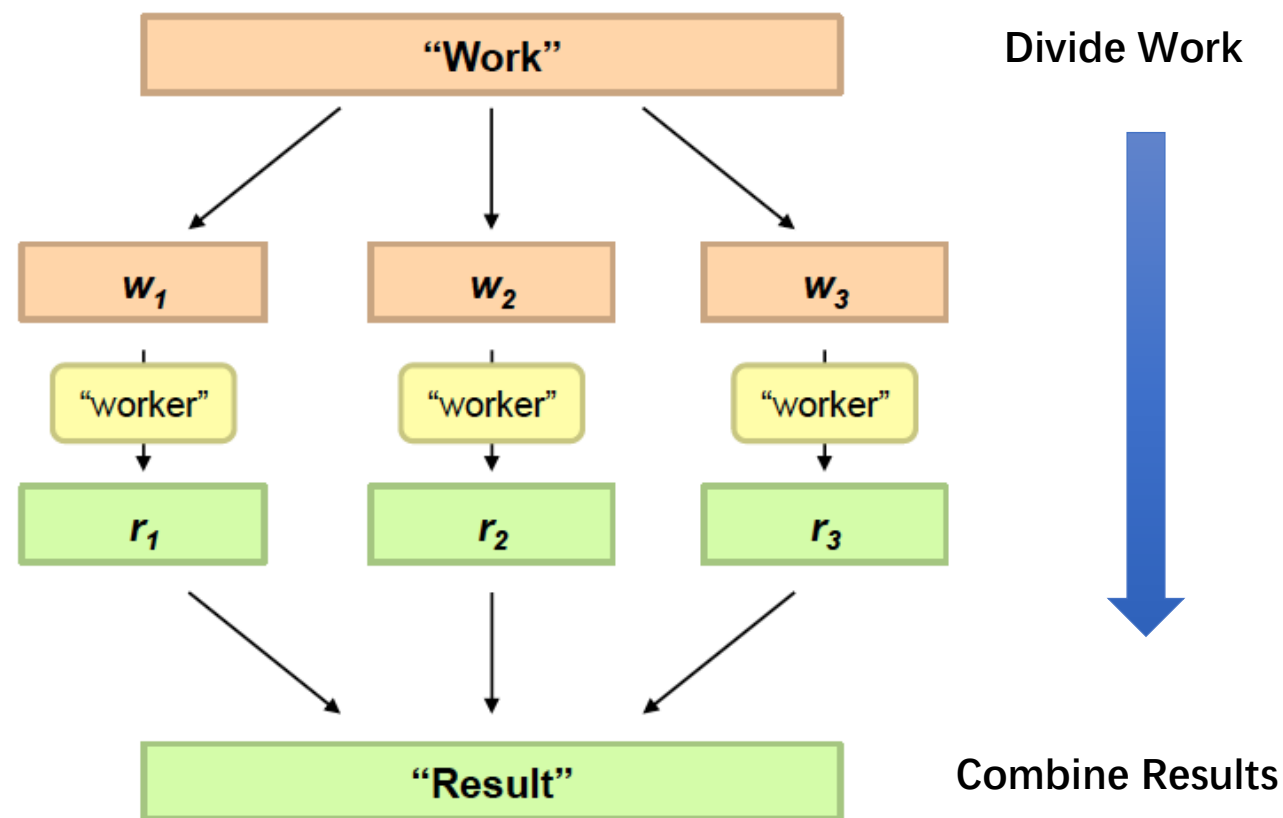 “Work”
Divide Work
w1
w2
w3
“worker”
“worker”
“worker”
r1
r2
r3
“Result”
Combine Results